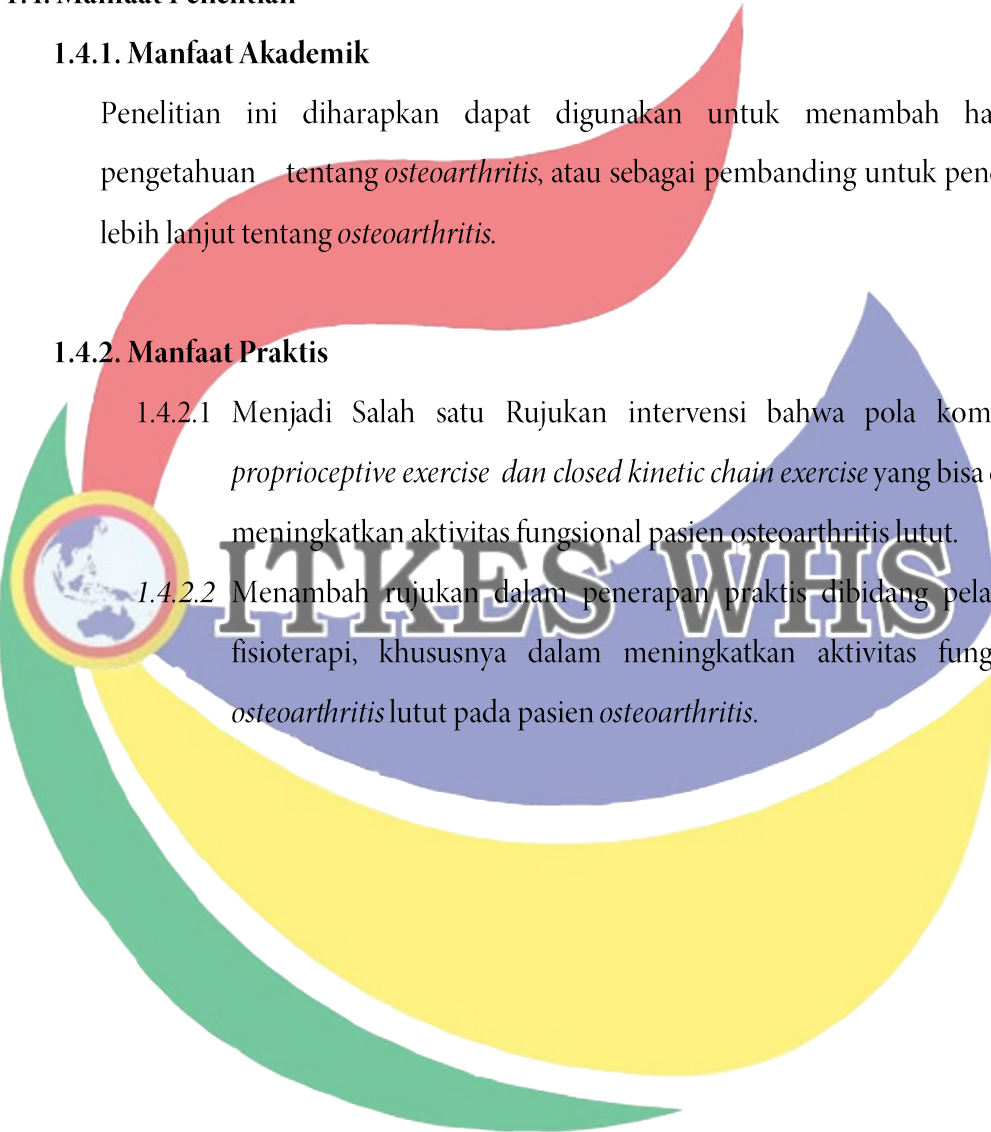 1.4. Manfaat Penelitian
1.4.1. Manfaat Akademik
Penelitian ini diharapkan dapat digunakan untuk menambah
pengetahuan tentang osteoarthritis, atau sebagai pembanding untuk
lebih lanjut tentang osteoarthritis.
1.4.2. Manfaat Praktis
1.4.2.1 Menjadi Salah satu Rujukan intervensi bahwa pola
proprioceptive exercise dan closed kinetic chain exercise yang bisa
meningkatkan aktivitas fungsional pasien osteoarthritis lutut.
ITKES WHS
1.4.2.2 Menambah rujukan dalam penerapan praktis dibidang
fisioterapi, khususnya dalam meningkatkan aktivitas
osteoarthritis lutut pada pasien osteoarthritis.